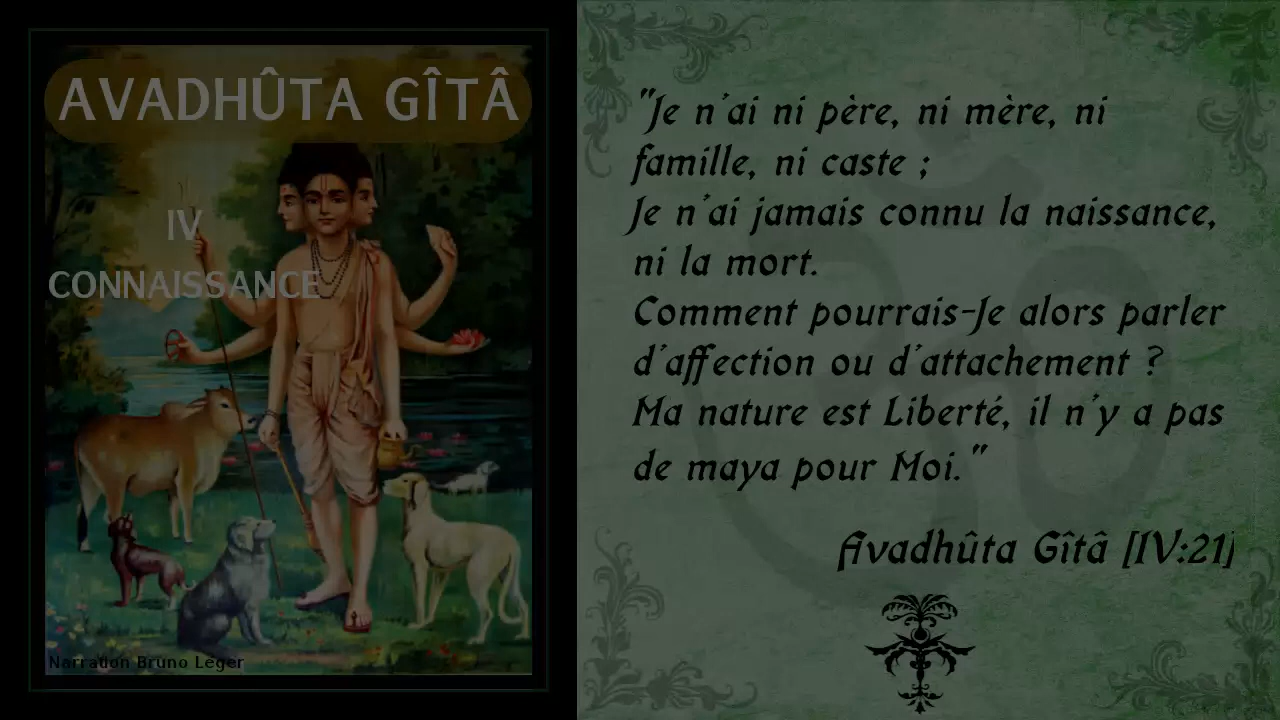 AVADHÛTA GÎTÂ
IV
CONNAISSANCE
Narration Bruno Léger
"Je n'ai ni père, ni mère, ni
famille, ni caste ;
Je n'ai jamais connu la naissance,
ni la mort.
Comment pourrais-Je alors parler
d'affection ou d'attachement ?
Ma nature est Liberté, il n'y a pas
de maya pour Moi."
Avadhûta Gîtâ [IV:21]